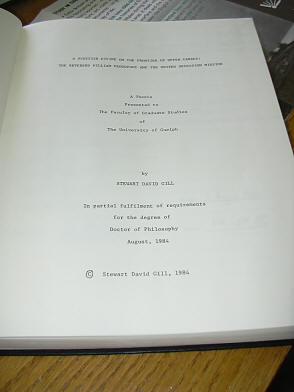 A SCOTTISH DIVINE ON THE FRONTIER OF UPPER CANADA:
THE REVEREND WILLIAM PROUDFOOT AND THE UNITED SECESSION MISSION
A Thesis
Presented to
The Faculty of Graduate Studies
of
The University of Guelph
by
STEWART DAVID GILL
In partial fulfilment of requirements
for the degree of
Doctor of Philosophy
August, 1984
© Stewart David Gill, 1984